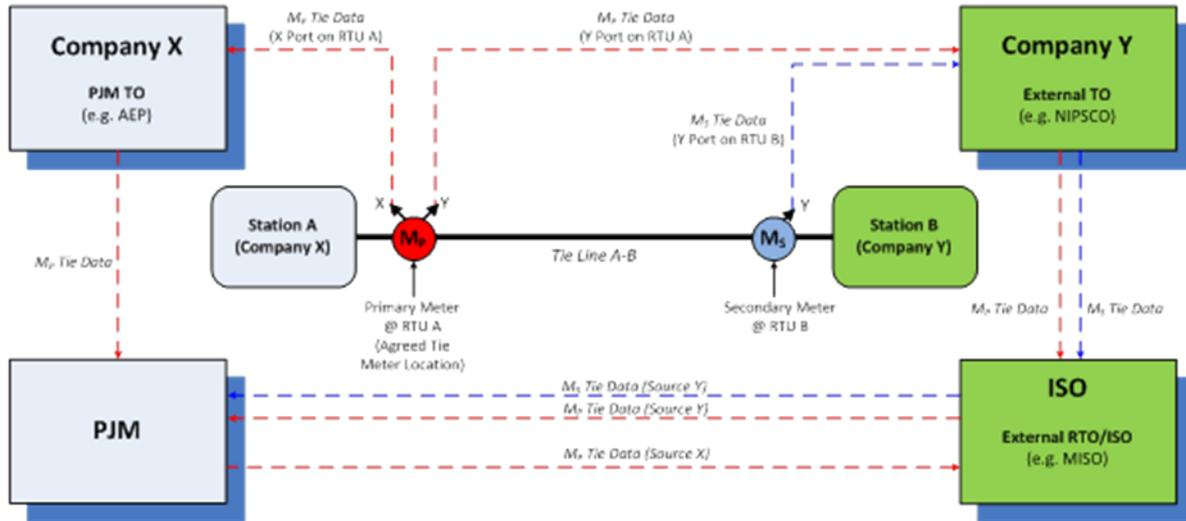 Company X
PJM TO
(e.g. AEP)
Mₚ Tie Data
(X Port on RTU A)
Mₚ Tie Data
(Y Port on RTU A)
Company Y
External TO
(e.g. NIPSCO)
Mₛ Tie Data
(Y Port on RTU B)
Station A
(Company X)
X
Y
Mₚ
Tie Line A-B
Mₛ
Y
Station B
(Company Y)
Mₚ Tie Data
Primary Meter
@ RTU A
(Agreed Tie
Meter Location)
Secondary Meter
@ RTU B
Mₚ Tie Data
Mₛ Tie Data
PJM
Mₛ Tie Data (Source Y)
Mₚ Tie Data (Source Y)
Mₚ Tie Data (Source X)
ISO
External RTO/ISO
(e.g. MISO)